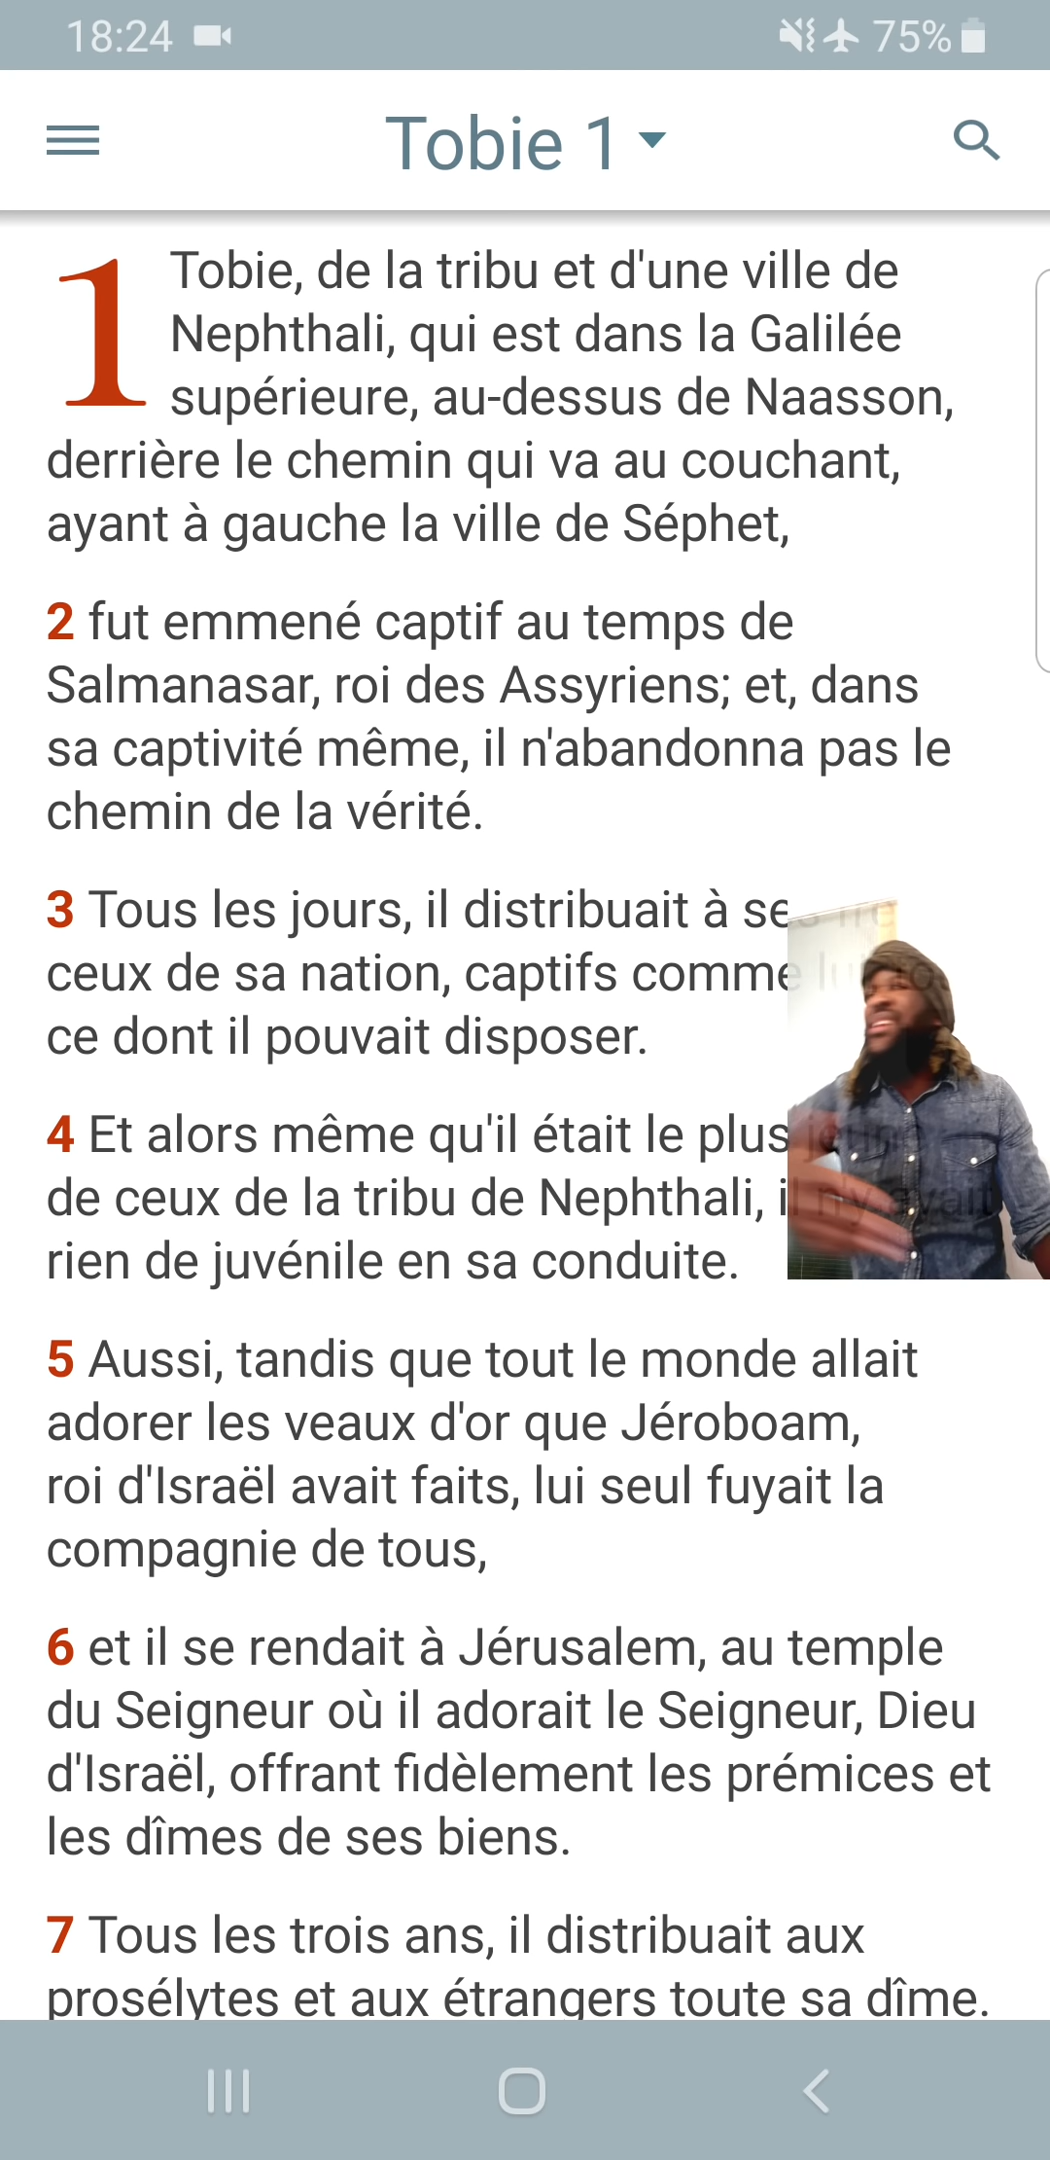 18:24
75%
Tobie 1
1 Tobie, de la tribu et d'une ville de
Nephthali, qui est dans la Galilée
supérieure, au-dessus de Naasson,
derrière le chemin qui va au couchant,
ayant à gauche la ville de Séphet,
2 fut emmené captif au temps de
Salmanasar, roi des Assyriens; et, dans
sa captivité même, il n'abandonna pas le
chemin de la vérité.
3 Tous les jours, il distribuait à
ceux de sa nation, captifs comme
ce dont il pouvait disposer.
4 Et alors même qu'il était le plus
de ceux de la tribu de Nephthali, il n'y avait
rien de juvénile en sa conduite.
5 Aussi, tandis que tout le monde allait
adorer les veaux d'or que Jéroboam,
roi d'Israël avait faits, lui seul fuyait la
compagnie de tous,
6 et il se rendait à Jérusalem, au temple
du Seigneur où il adorait le Seigneur, Dieu
d'Israël, offrant fidèlement les prémices et
les dîmes de ses biens.
7 Tous les trois ans, il distribuait aux
prosélytes et aux étrangers toute sa dîme.